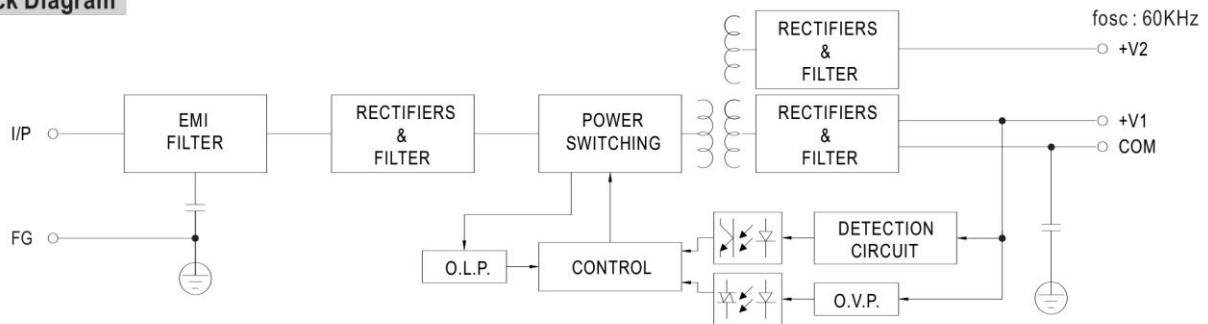 Diagram
fosc : 60KHz
RECTIFIERS
&
FILTER
+V2
I/P
EMI
FILTER
RECTIFIERS
&
FILTER
POWER
SWITCHING
RECTIFIERS
&
FILTER
+V1
COM
FG
O.L.P.
CONTROL
DETECTION
CIRCUIT
O.V.P.